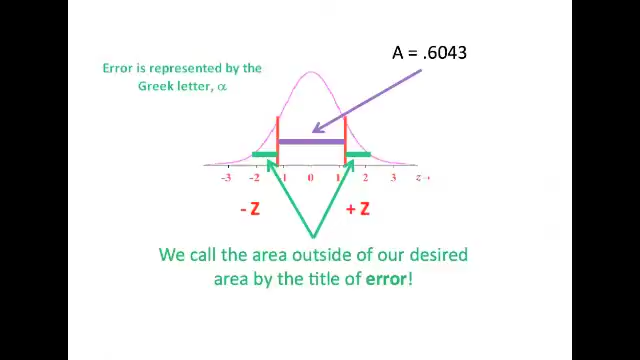 A = .6043
Error is represented by the
Greek letter, α
-3 -2 -1 0 1 2 3 z→
- Z + Z
We call the area outside of our desired
area by the title of error!